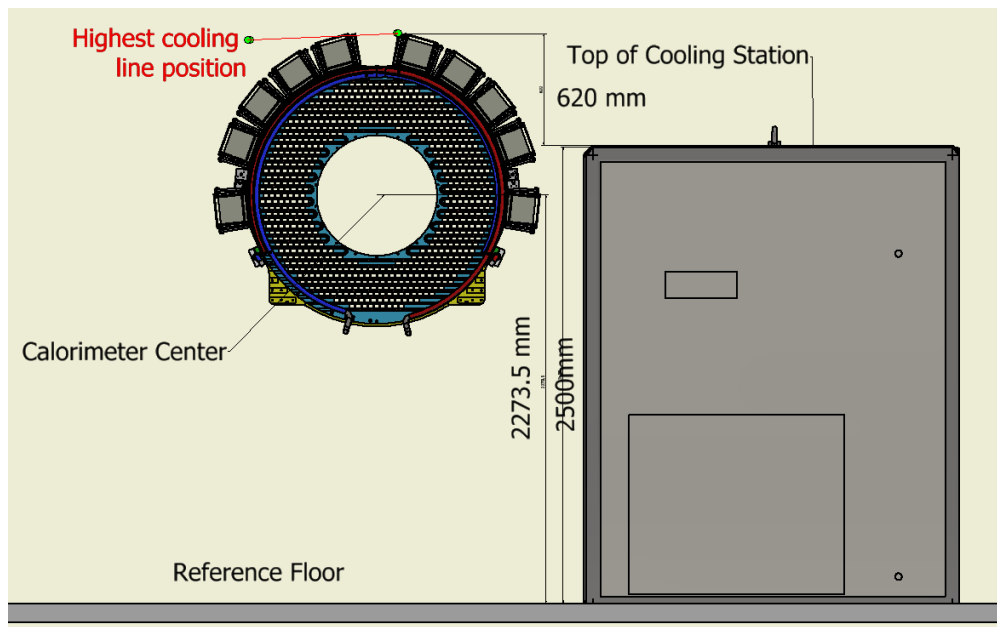 Highest cooling
line position
Top of Cooling Station
620 mm
Calorimeter Center
2273.5 mm
2500mm
Reference Floor